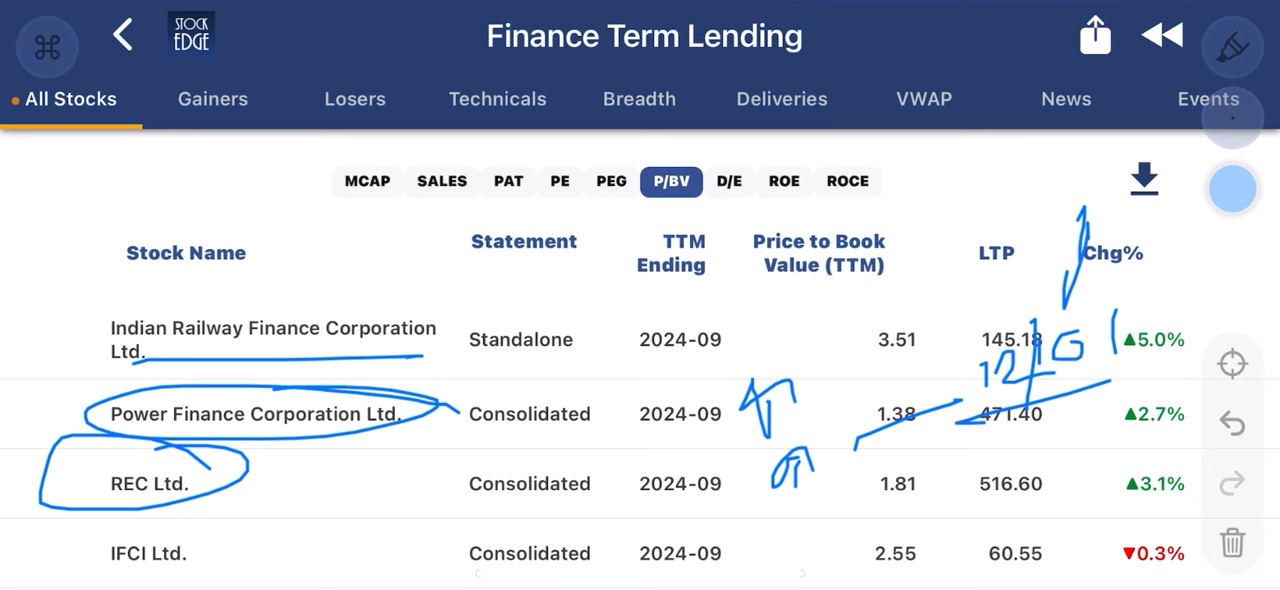 STOCK EDGE
Finance Term Lending
All Stocks Gainers Losers Technicals Breadth Deliveries VWAP News Events
MCAP SALES PAT PE PEG P/BV D/E ROE ROCE
Stock Name Statement TTM Ending Price to Book Value (TTM) LTP Chg%
Indian Railway Finance Corporation Ltd. Standalone 2024-09 3.51 145.18 ▲5.0%
Power Finance Corporation Ltd. Consolidated 2024-09 1.38 471.40 ▲2.7%
REC Ltd. Consolidated 2024-09 1.81 516.60 ▲3.1%
IFCI Ltd. Consolidated 2024-09 2.55 60.55 ▼0.3%